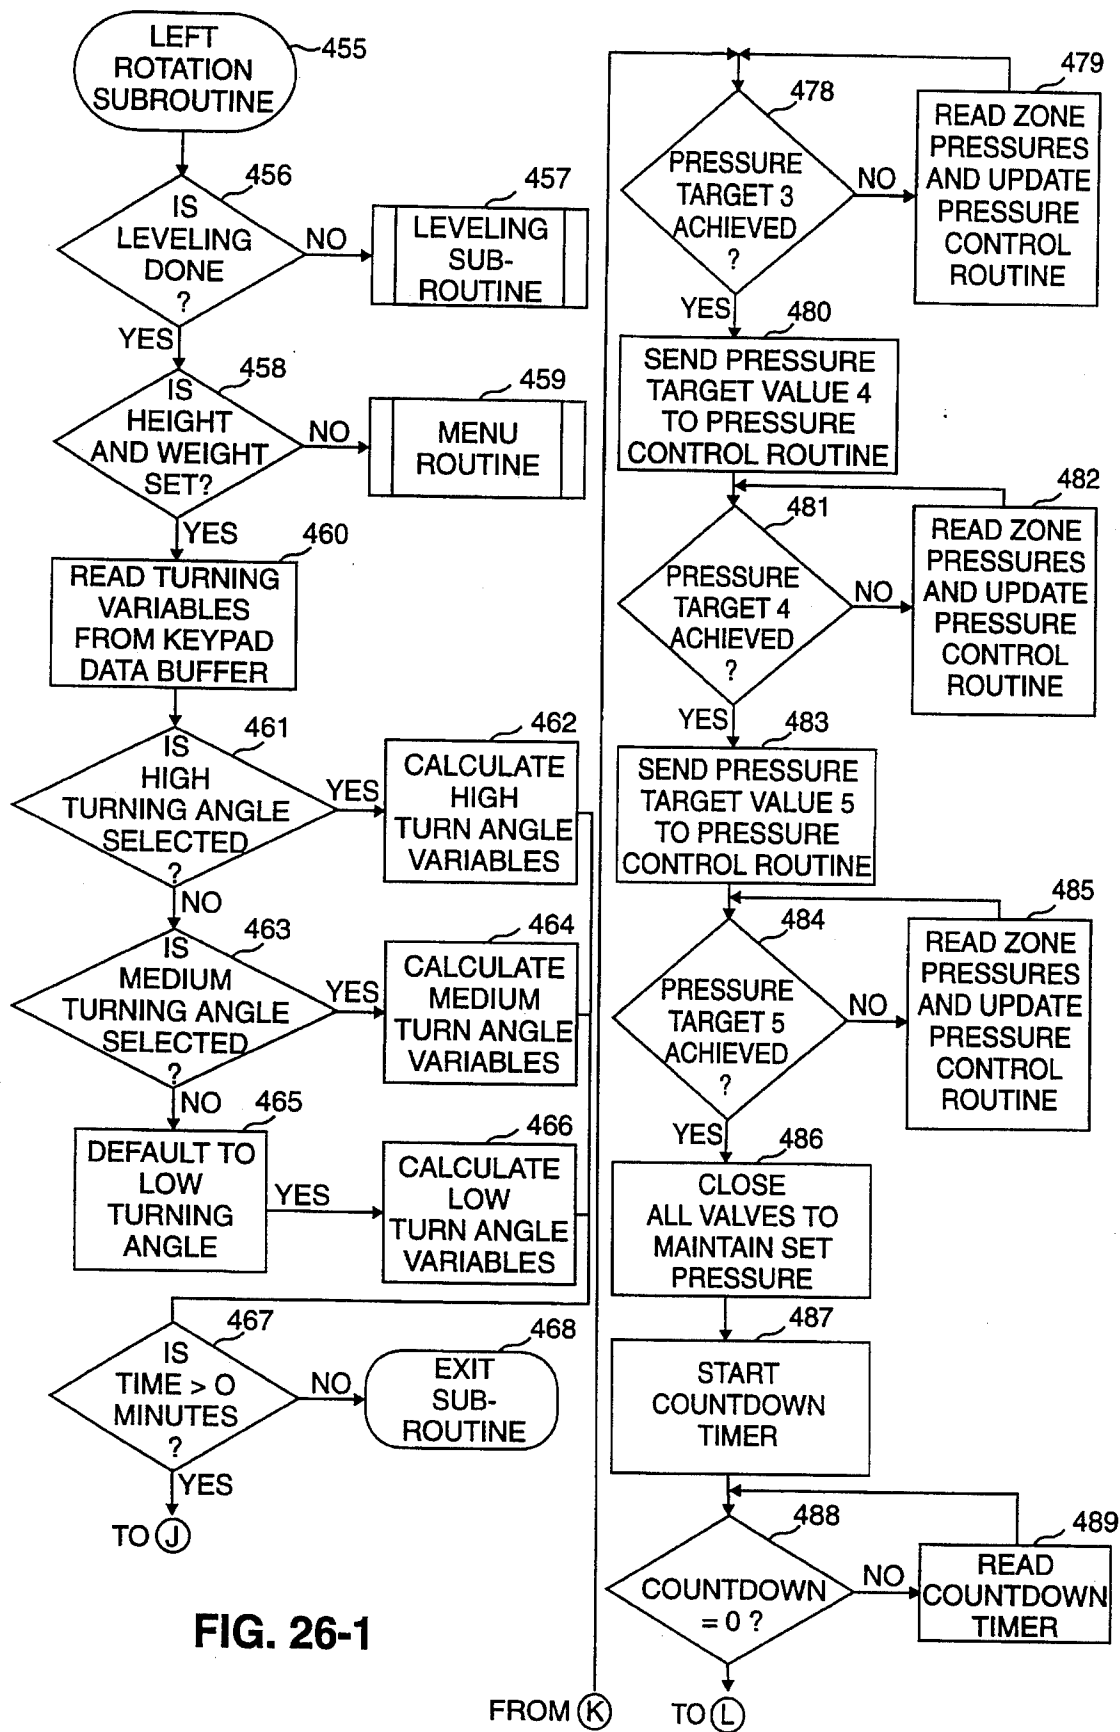 LEFT
ROTATION
SUBROUTINE
455
456
IS
LEVELING
DONE
?
NO
457
LEVELING
SUB-
ROUTINE
YES
458
IS
HEIGHT
AND WEIGHT
SET?
NO
459
MENU
ROUTINE
YES
460
READ TURNING
VARIABLES
FROM KEYPAD
DATA BUFFER
461
IS
HIGH
TURNING ANGLE
SELECTED
?
YES
462
CALCULATE
HIGH
TURN ANGLE
VARIABLES
NO
463
IS
MEDIUM
TURNING ANGLE
SELECTED
?
YES
464
CALCULATE
MEDIUM
TURN ANGLE
VARIABLES
NO
465
DEFAULT TO
LOW
TURNING
ANGLE
YES
466
CALCULATE
LOW
TURN ANGLE
VARIABLES
467
IS
TIME > O
MINUTES
?
NO
468
EXIT
SUB-
ROUTINE
YES
TO J
FIG. 26-1
FROM K
478
PRESSURE
TARGET 3
ACHIEVED
?
NO
479
READ ZONE
PRESSURES
AND UPDATE
PRESSURE
CONTROL
ROUTINE
YES
480
SEND PRESSURE
TARGET VALUE 4
TO PRESSURE
CONTROL ROUTINE
481
PRESSURE
TARGET 4
ACHIEVED
?
NO
482
READ ZONE
PRESSURES
AND UPDATE
PRESSURE
CONTROL
ROUTINE
YES
483
SEND PRESSURE
TARGET VALUE 5
TO PRESSURE
CONTROL ROUTINE
484
PRESSURE
TARGET 5
ACHIEVED
?
NO
485
READ ZONE
PRESSURES
AND UPDATE
PRESSURE
CONTROL
ROUTINE
YES
486
CLOSE
ALL VALVES TO
MAINTAIN SET
PRESSURE
487
START
COUNTDOWN
TIMER
488
COUNTDOWN
= 0 ?
NO
489
READ
COUNTDOWN
TIMER
TO L